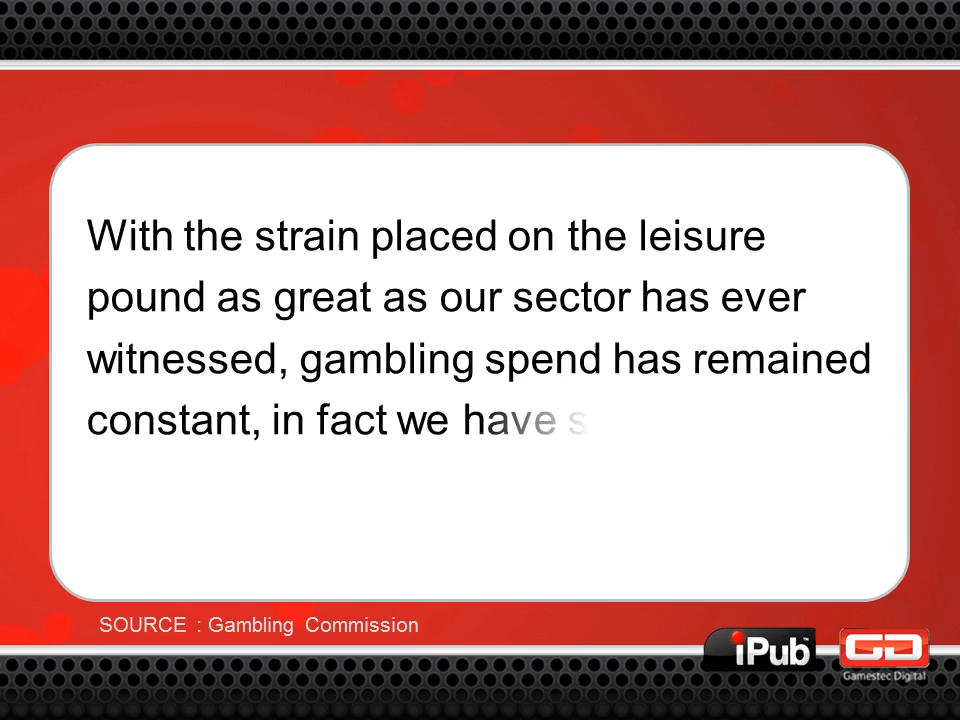 With the strain placed on the leisure
pound as great as our sector has ever
witnessed, gambling spend has remained
constant, in fact we have s
SOURCE : Gambling Commission
iPub™
GD
Gamestec Digital